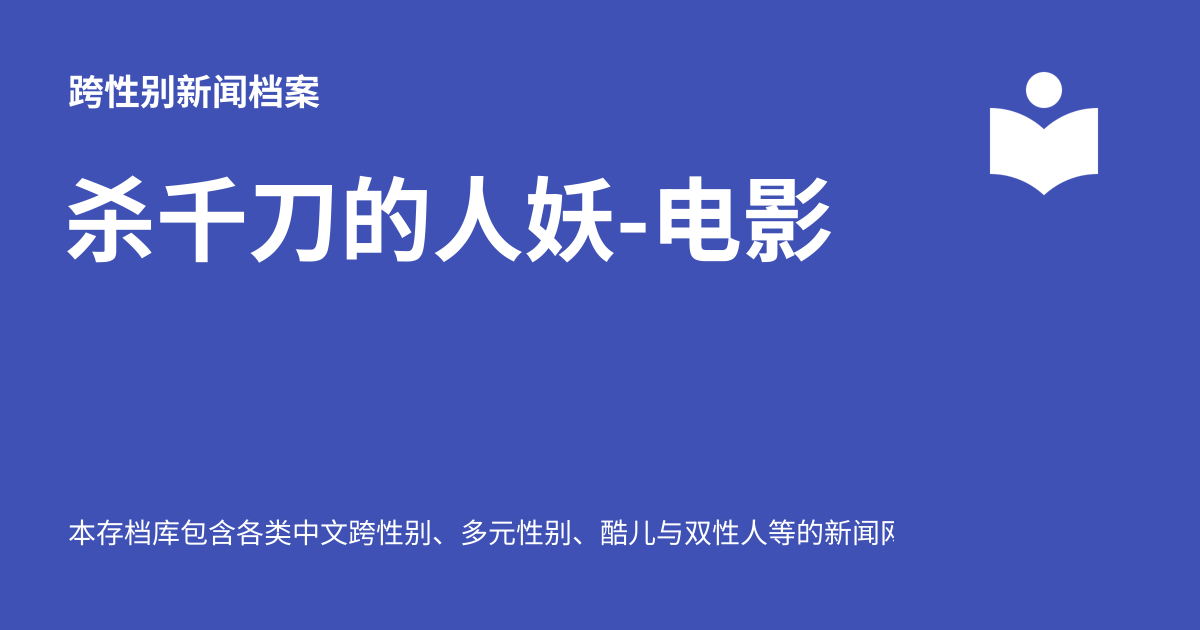 跨性别新闻档案
杀千刀的人妖-电影
本存档库包含各类中文跨性别、多元性别、酷儿与双性人等的新闻